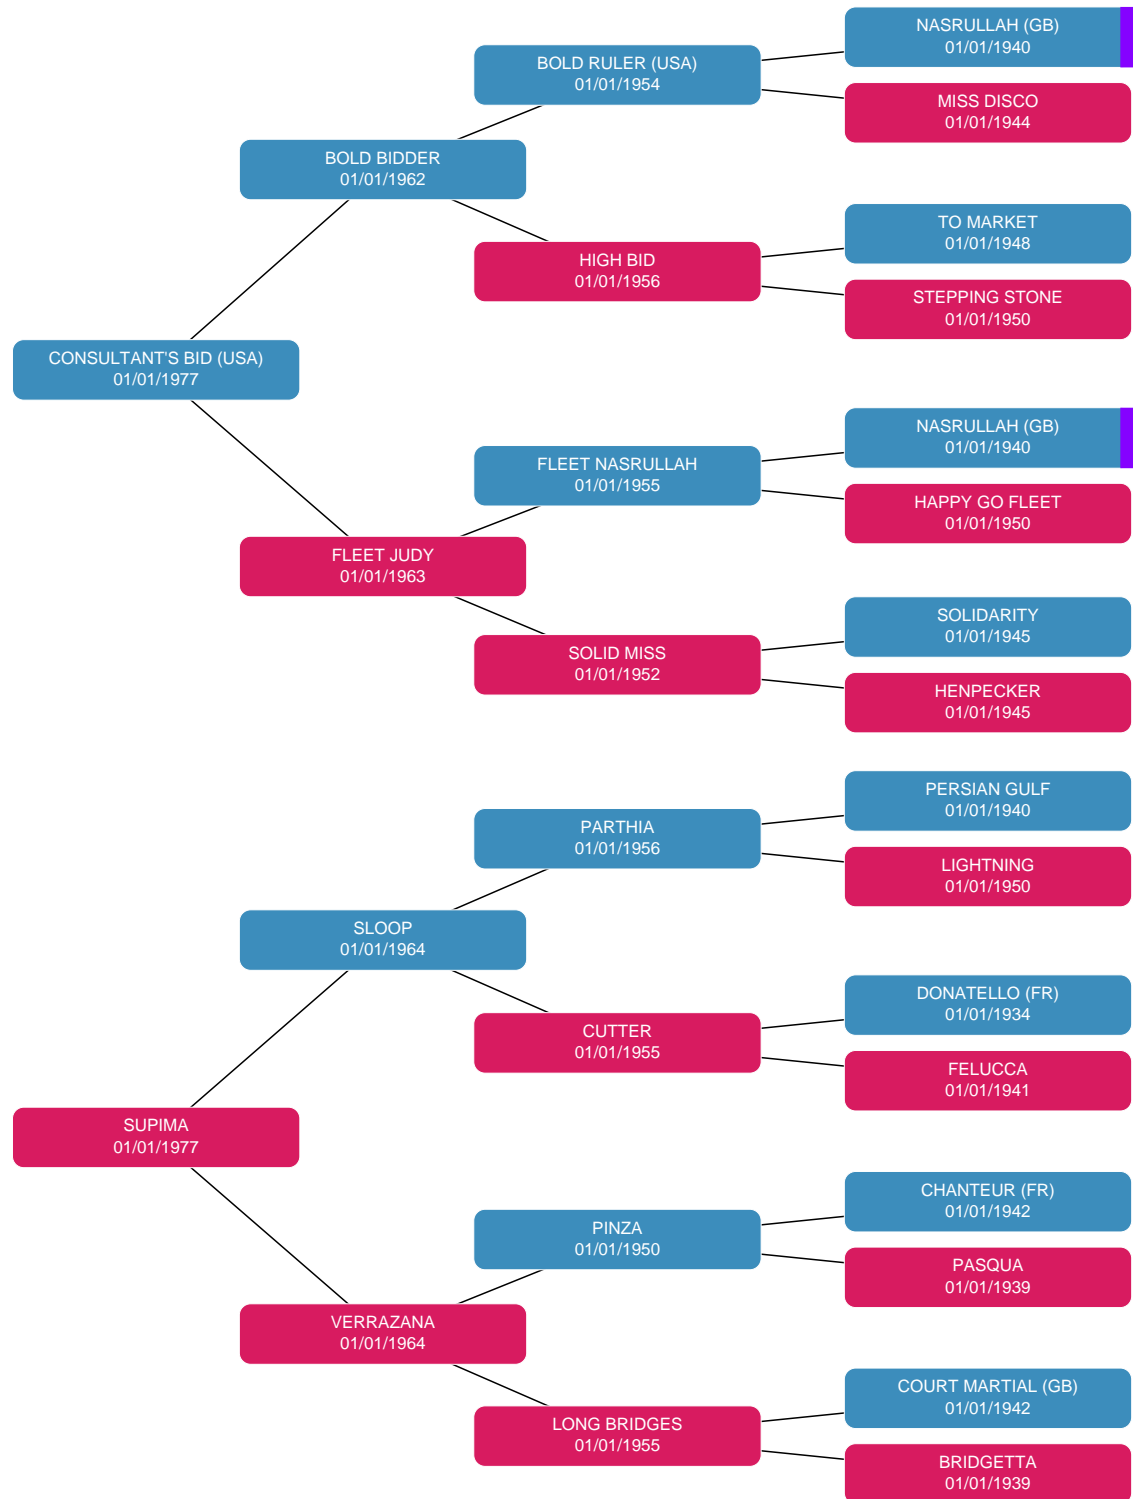 NASRULLAH (GB)
01/01/1940
BOLD RULER (USA)
01/01/1954
MISS DISCO
01/01/1944
BOLD BIDDER
01/01/1962
TO MARKET
01/01/1948
HIGH BID
01/01/1956
STEPPING STONE
01/01/1950
CONSULTANT'S BID (USA)
01/01/1977
NASRULLAH (GB)
01/01/1940
FLEET NASRULLAH
01/01/1955
HAPPY GO FLEET
01/01/1950
FLEET JUDY
01/01/1963
SOLIDARITY
01/01/1945
SOLID MISS
01/01/1952
HENPECKER
01/01/1945
PERSIAN GULF
01/01/1940
PARTHIA
01/01/1956
LIGHTNING
01/01/1950
SLOOP
01/01/1964
DONATELLO (FR)
01/01/1934
CUTTER
01/01/1955
FELUCCA
01/01/1941
SUPIMA
01/01/1977
CHANTEUR (FR)
01/01/1942
PINZA
01/01/1950
PASQUA
01/01/1939
VERRAZANA
01/01/1964
COURT MARTIAL (GB)
01/01/1942
LONG BRIDGES
01/01/1955
BRIDGETTA
01/01/1939